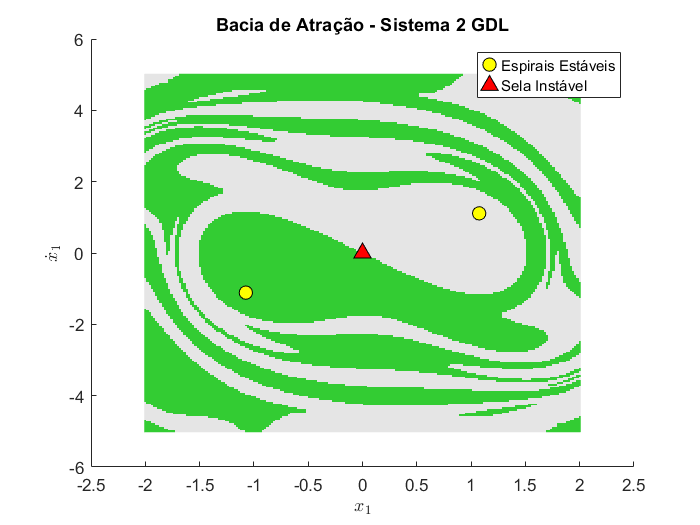 Bacia de Atração - Sistema 2 GDL
Espirais Estáveis
Sela Instável
6
4
2
0
-2
-4
-6
ẋ₁
-2.5 -2 -1.5 -1 -0.5 0 0.5 1 1.5 2 2.5
x₁